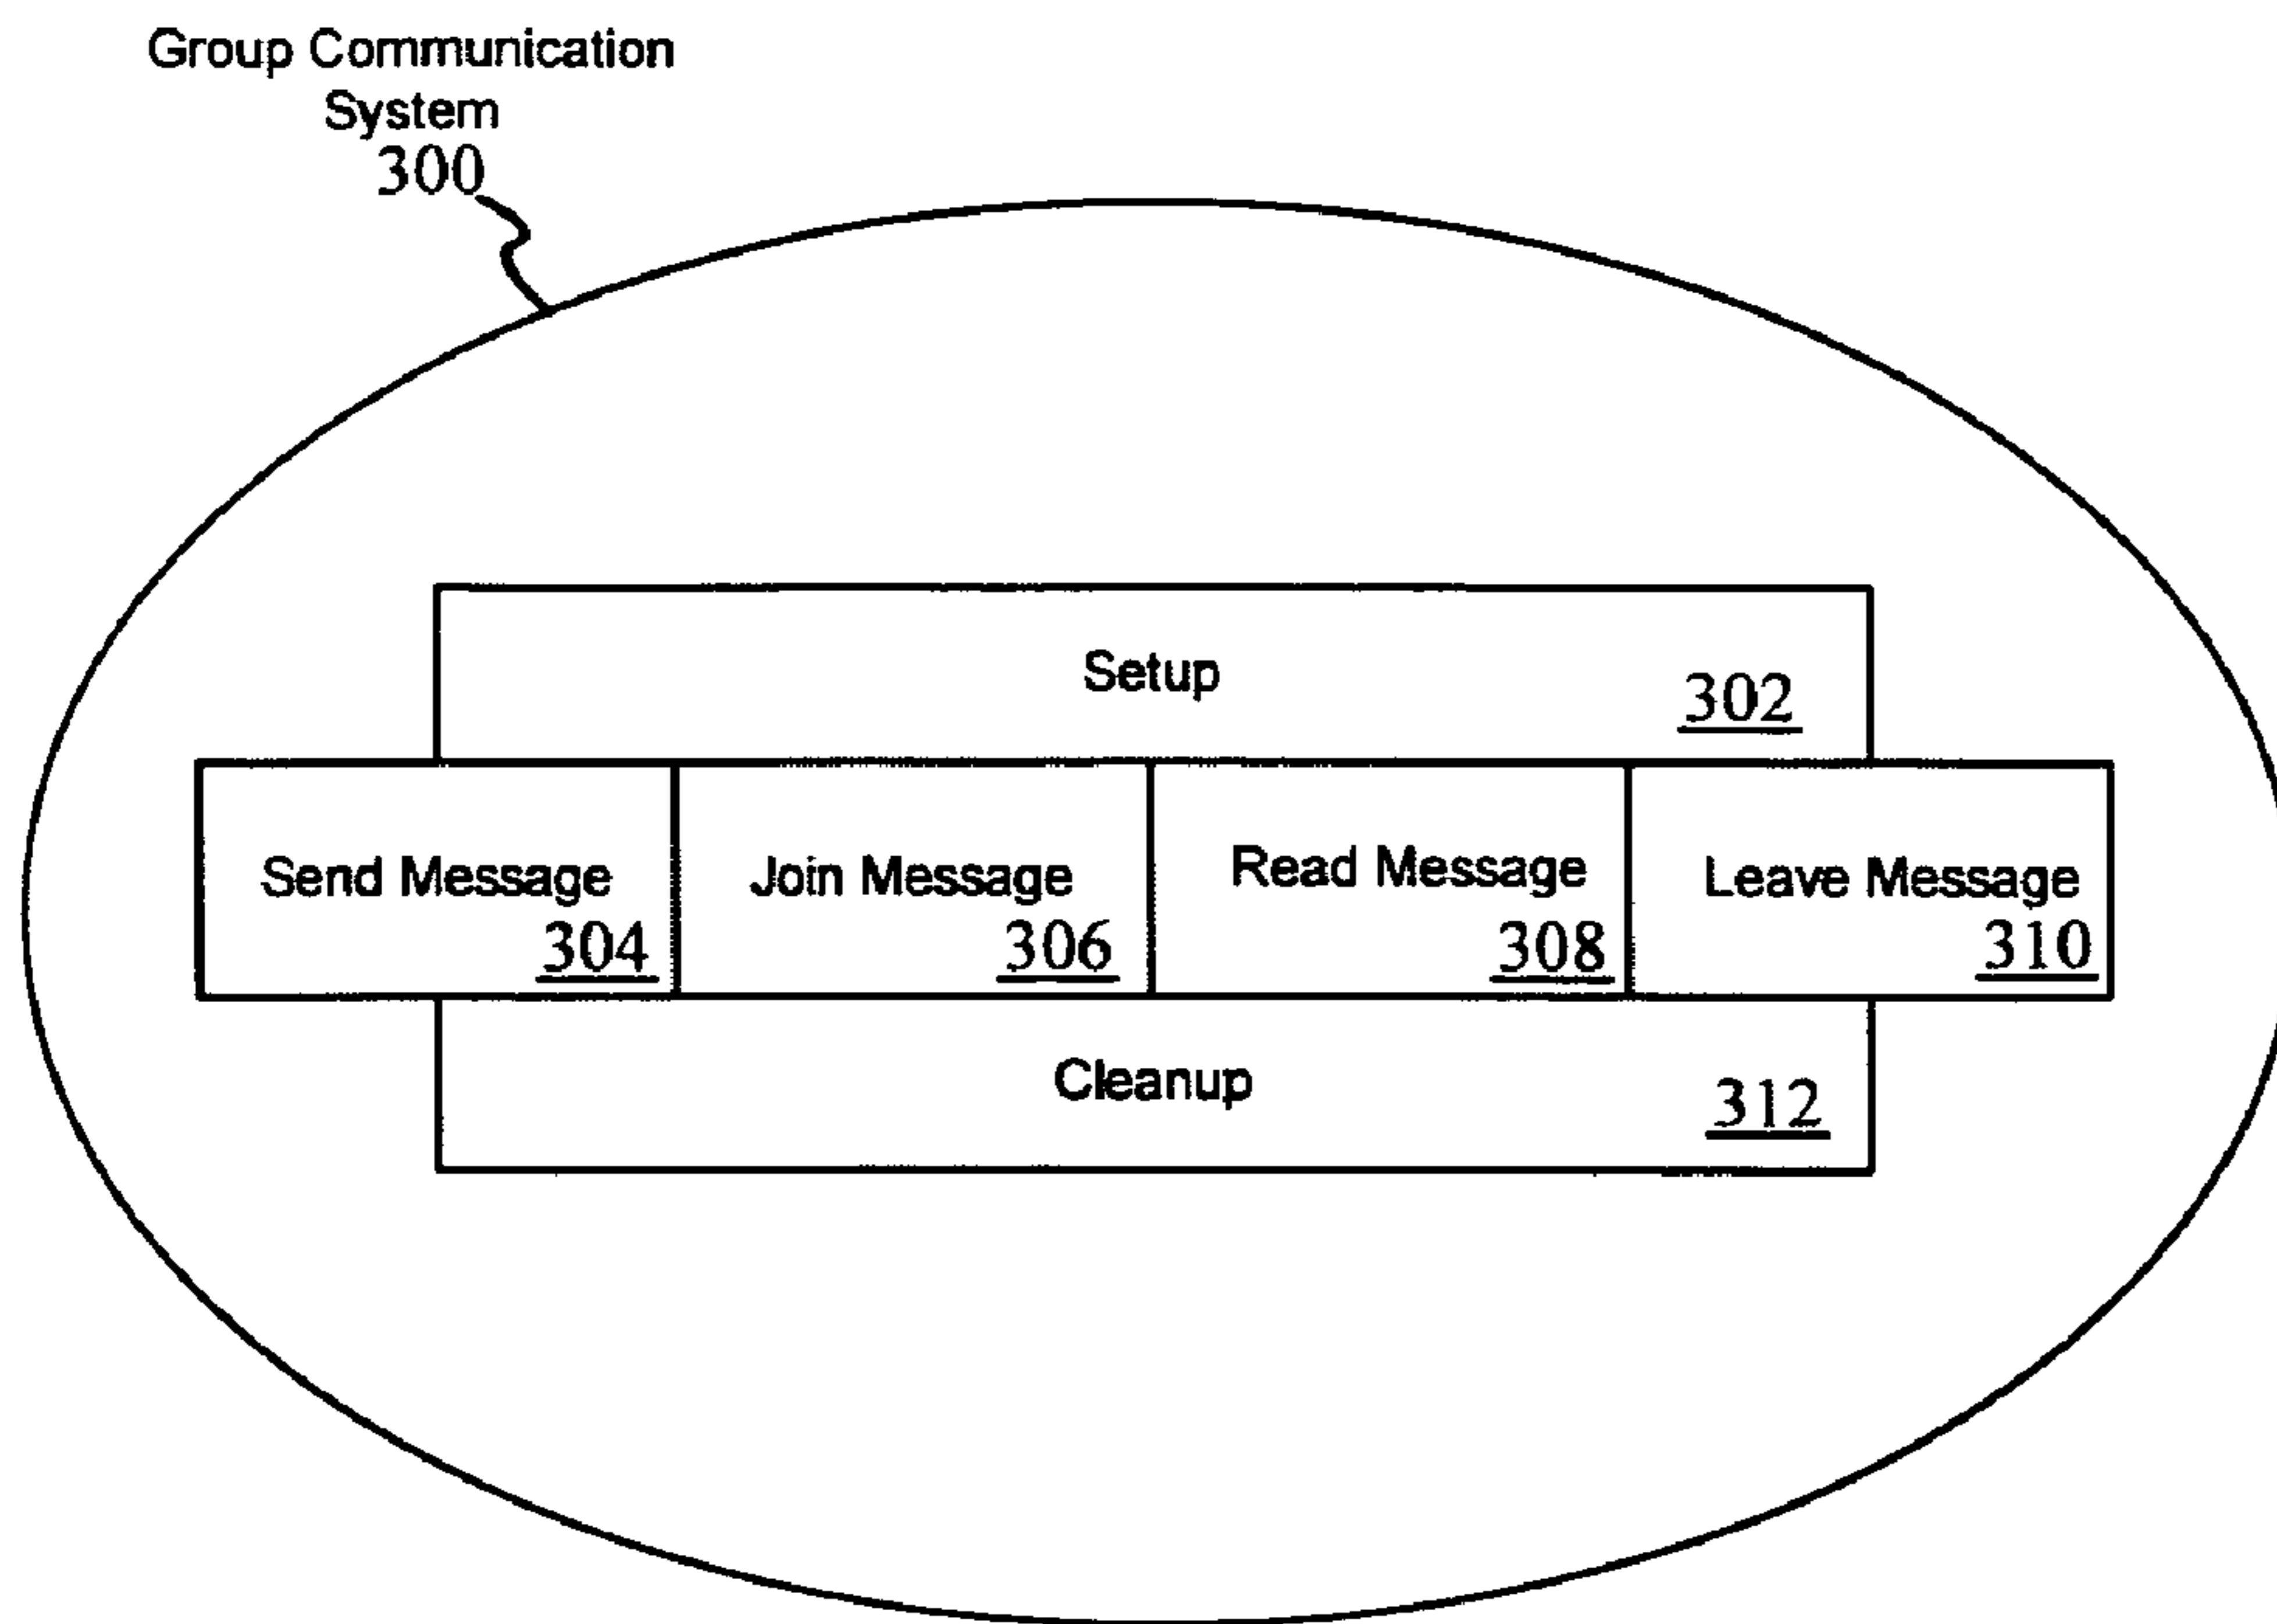 Group Communication
System
300
Setup
302
Send Message
304
Join Message
306
Read Message
308
Leave Message
310
Cleanup
312